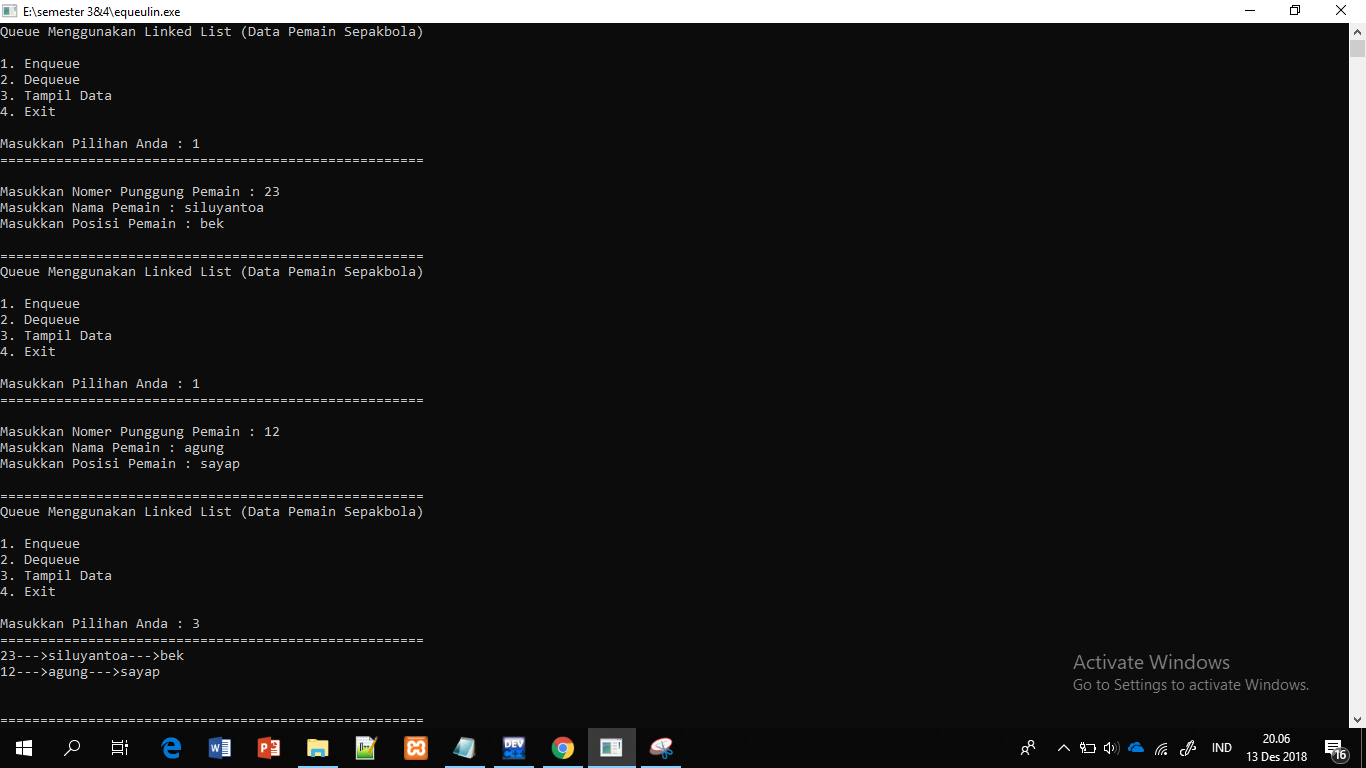 E:\semester 3&4\equeulin.exe
Queue Menggunakan Linked List (Data Pemain Sepakbola)
1. Enqueue
2. Dequeue
3. Tampil Data
4. Exit
Masukkan Pilihan Anda : 1
=====================================================
Masukkan Nomer Punggung Pemain : 23
Masukkan Nama Pemain : siluyantoa
Masukkan Posisi Pemain : bek
=====================================================
Queue Menggunakan Linked List (Data Pemain Sepakbola)
1. Enqueue
2. Dequeue
3. Tampil Data
4. Exit
Masukkan Pilihan Anda : 1
=====================================================
Masukkan Nomer Punggung Pemain : 12
Masukkan Nama Pemain : agung
Masukkan Posisi Pemain : sayap
=====================================================
Queue Menggunakan Linked List (Data Pemain Sepakbola)
1. Enqueue
2. Dequeue
3. Tampil Data
4. Exit
Masukkan Pilihan Anda : 3
=====================================================
23--->siluyantoa--->bek
12--->agung--->sayap
=====================================================
Activate Windows
Go to Settings to activate Windows.
DEV
IND
20.06
13 Des 2018
16